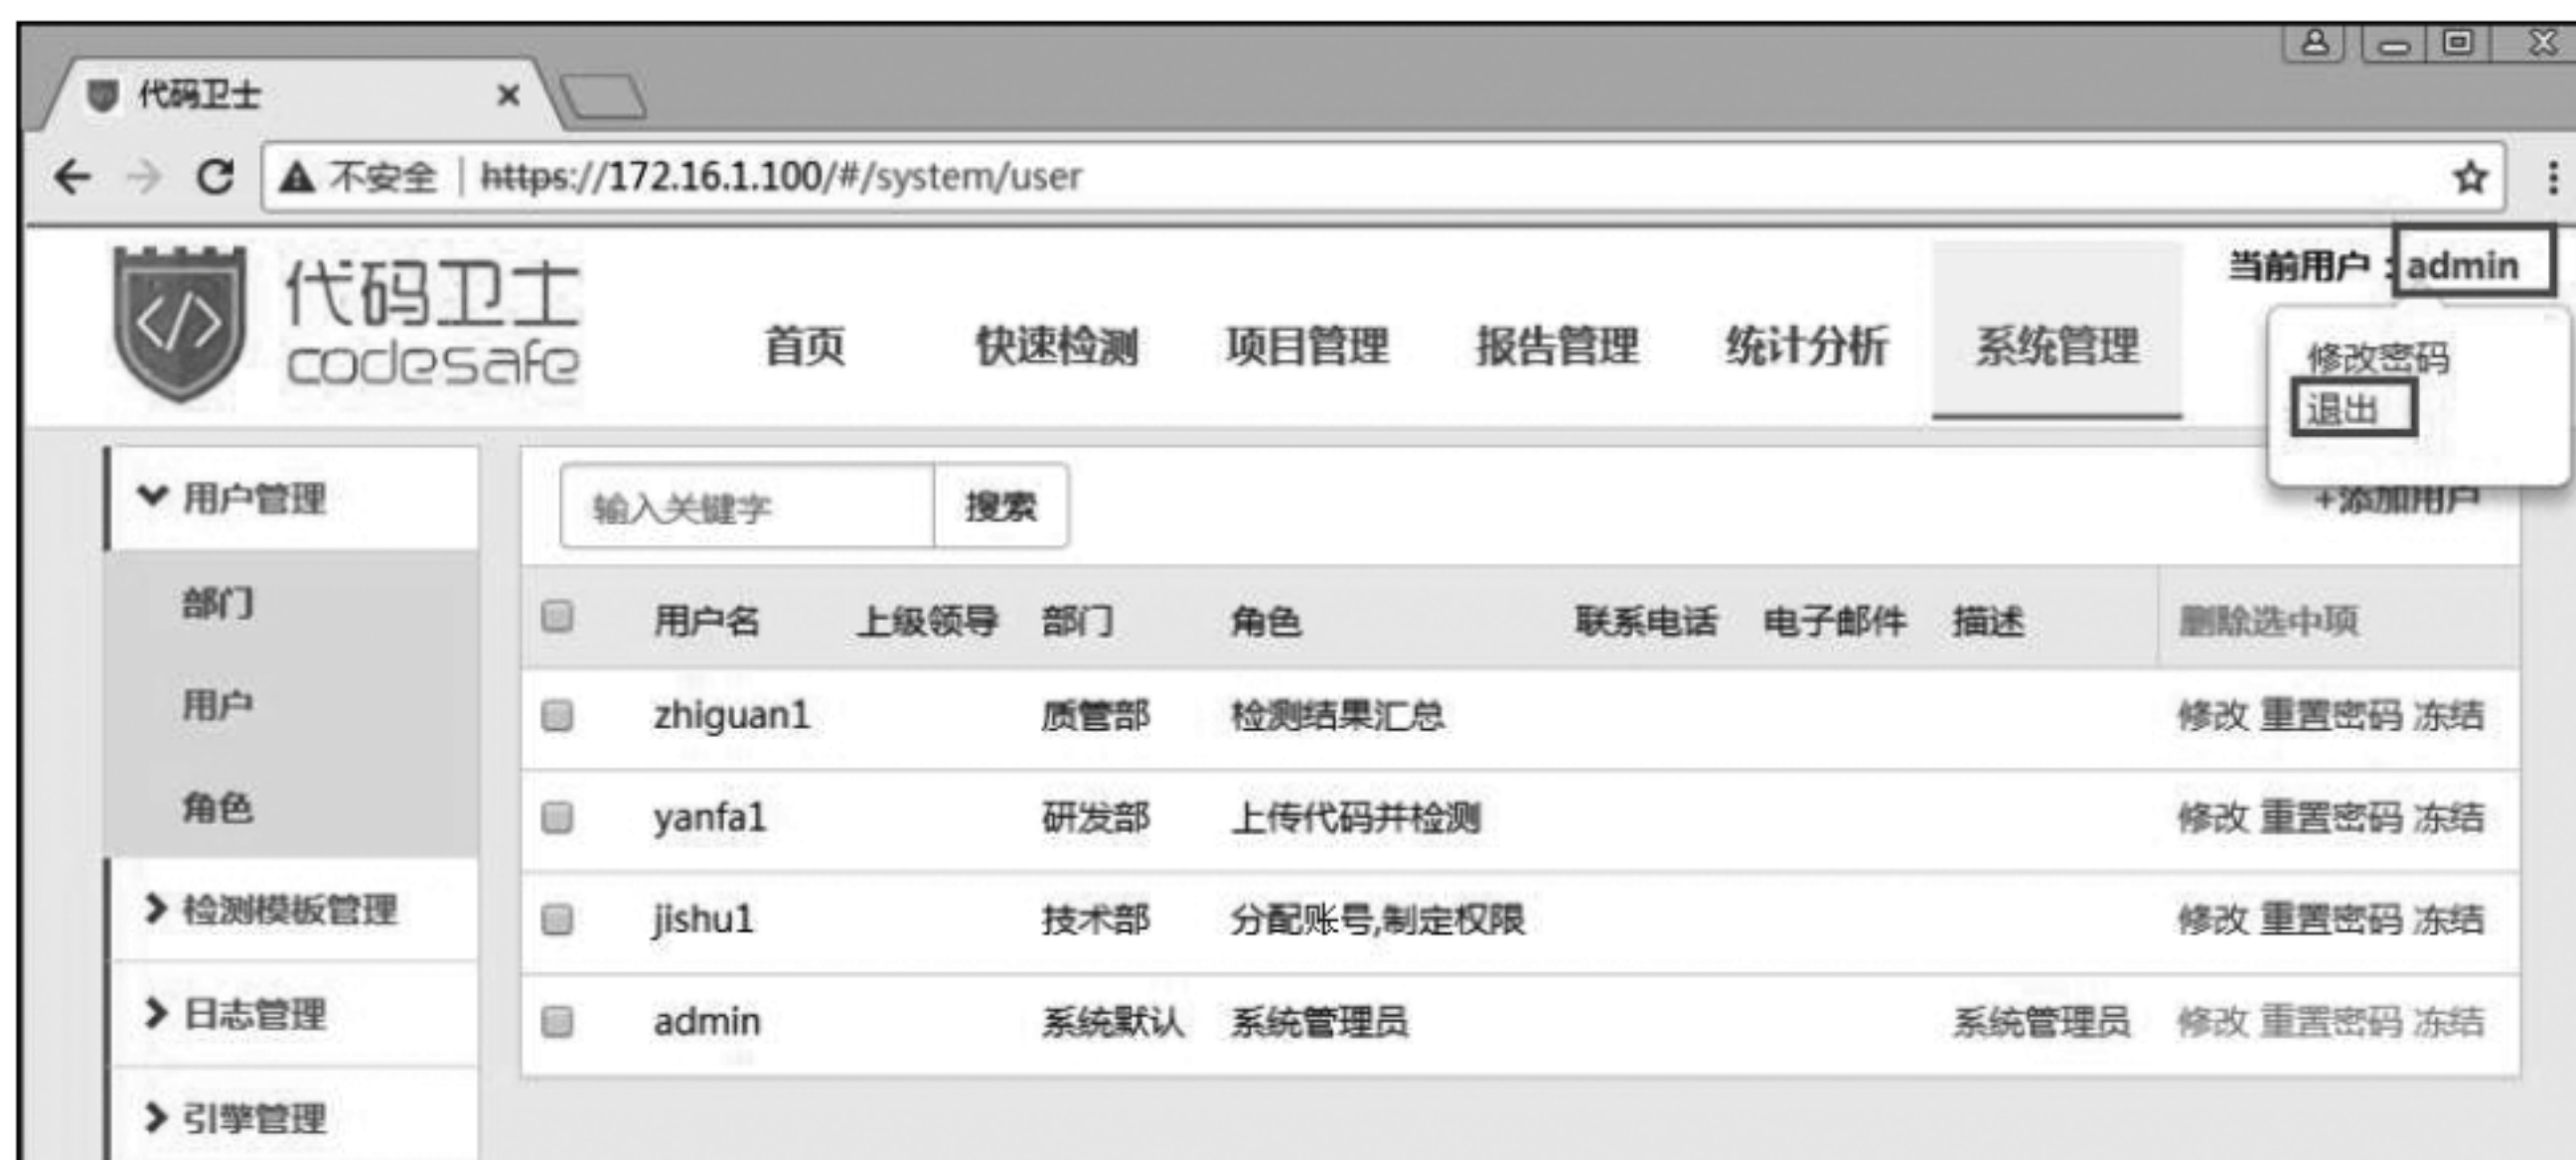 代码卫士
不安全 | https://172.16.1.100/#/system/user
代码卫士
codesafe
首页 快速检测 项目管理 报告管理 统计分析 系统管理
当前用户：admin
修改密码
退出
用户管理
部门
用户
角色
检测模板管理
日志管理
引擎管理
输入关键字 搜索
+添加用户
用户名 上级领导 部门 角色 联系电话 电子邮件 描述 删除选中项
zhiguan1 质管部 检测结果汇总 修改 重置密码 冻结
yanfa1 研发部 上传代码并检测 修改 重置密码 冻结
jishu1 技术部 分配账号,制定权限 修改 重置密码 冻结
admin 系统默认 系统管理员 系统管理员 修改 重置密码 冻结